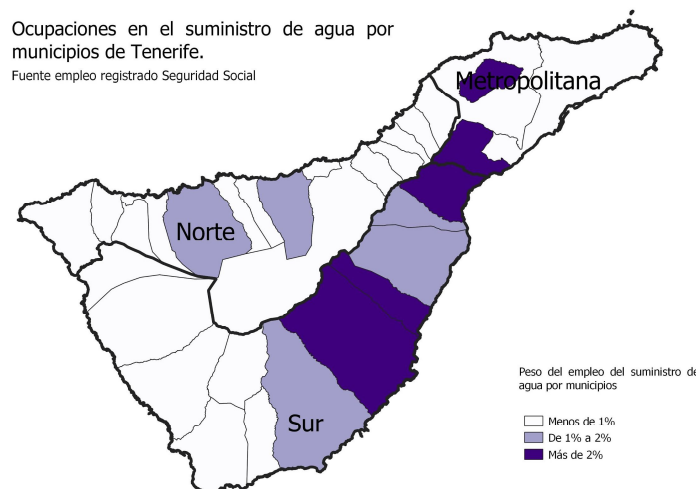 Ocupaciones en el suministro de agua por
municipios de Tenerife.
Fuente empleo registrado Seguridad Social
Metropolitana
Norte
Sur
Peso del empleo del suministro de
agua por municipios
Menos de 1%
De 1% a 2%
Más de 2%